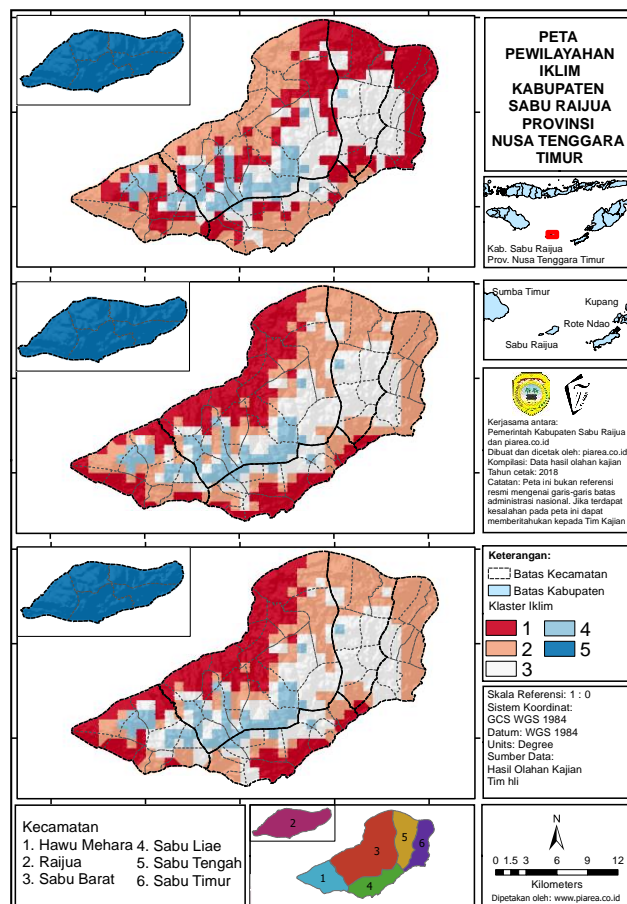 PETA
PEWILAYAHAN
IKLIM
KABUPATEN
SABU RAIJUA
PROVINSI
NUSA TENGGARA
TIMUR
Kab. Sabu Raijua
Prov. Nusa Tenggara Timur
Sumba Timur
Kupang
Rote Ndao
Sabu Raijua
Kerjasama antara:
Pemerintah Kabupaten Sabu Raijua
dan piarea.co.id
Dibuat dan dicetak oleh: piarea.co.id
Kompilasi: Data hasil olahan kajian
Tahun cetak: 2018
Catatan: Peta ini bukan referensi
resmi mengenai garis-garis batas
administrasi nasional. Jika terdapat
kesalahan pada peta ini dapat
memberitahukan kepada Tim Kajian
Keterangan:
Batas Kecamatan
Batas Kabupaten
Klaster Iklim
1 4
2 5
3
Skala Referensi: 1 : 0
Sistem Koordinat:
GCS WGS 1984
Datum: WGS 1984
Units: Degree
Sumber Data:
Hasil Olahan Kajian
Tim hli
Kecamatan
1. Hawu Mehara 4. Sabu Liae
2. Raijua 5. Sabu Tengah
3. Sabu Barat 6. Sabu Timur
2
5
6
3
1
4
N
0 1.5 3 6 9 12
Kilometers
Dipetakan oleh: www.piarea.co.id